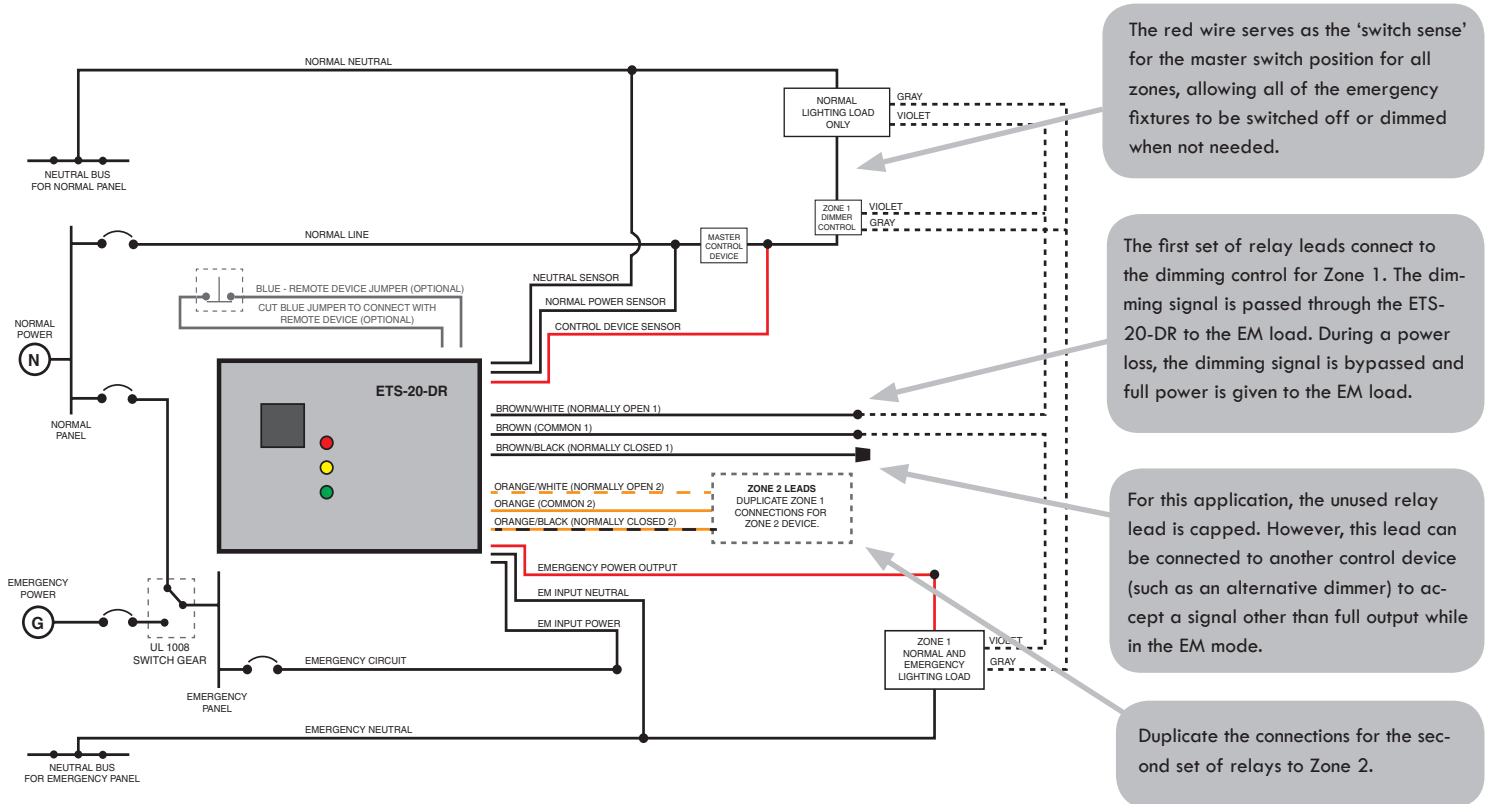 NORMAL NEUTRAL
NEUTRAL BUS
FOR NORMAL PANEL
NORMAL
LIGHTING LOAD
ONLY
GRAY
VIOLET
ZONE 1
DIMMER
CONTROL
VIOLET
GRAY
NORMAL LINE
MASTER
CONTROL
DEVICE
NEUTRAL SENSOR
BLUE - REMOTE DEVICE JUMPER (OPTIONAL)
NORMAL POWER SENSOR
CUT BLUE JUMPER TO CONNECT WITH
REMOTE DEVICE (OPTIONAL)
CONTROL DEVICE SENSOR
NORMAL
POWER
N
NORMAL
PANEL
ETS-20-DR
BROWN/WHITE (NORMALLY OPEN 1)
BROWN (COMMON 1)
BROWN/BLACK (NORMALLY CLOSED 1)
ORANGE/WHITE (NORMALLY OPEN 2)
ORANGE (COMMON 2)
ORANGE/BLACK (NORMALLY CLOSED 2)
ZONE 2 LEADS
DUPLICATE ZONE 1
CONNECTIONS FOR
ZONE 2 DEVICE.
EMERGENCY POWER OUTPUT
EM INPUT NEUTRAL
EM INPUT POWER
EMERGENCY
POWER
G
UL 1008
SWITCH GEAR
EMERGENCY CIRCUIT
EMERGENCY
PANEL
ZONE 1
NORMAL AND
EMERGENCY
LIGHTING LOAD
VIOLET
GRAY
EMERGENCY NEUTRAL
NEUTRAL BUS
FOR EMERGENCY PANEL
The red wire serves as the ‘switch sense’
for the master switch position for all
zones, allowing all of the emergency
fixtures to be switched off or dimmed
when not needed.
The first set of relay leads connect to
the dimming control for Zone 1. The dim-
ming signal is passed through the ETS-
20-DR to the EM load. During a power
loss, the dimming signal is bypassed and
full power is given to the EM load.
For this application, the unused relay
lead is capped. However, this lead can
be connected to another control device
(such as an alternative dimmer) to ac-
cept a signal other than full output while
in the EM mode.
Duplicate the connections for the sec-
ond set of relays to Zone 2.